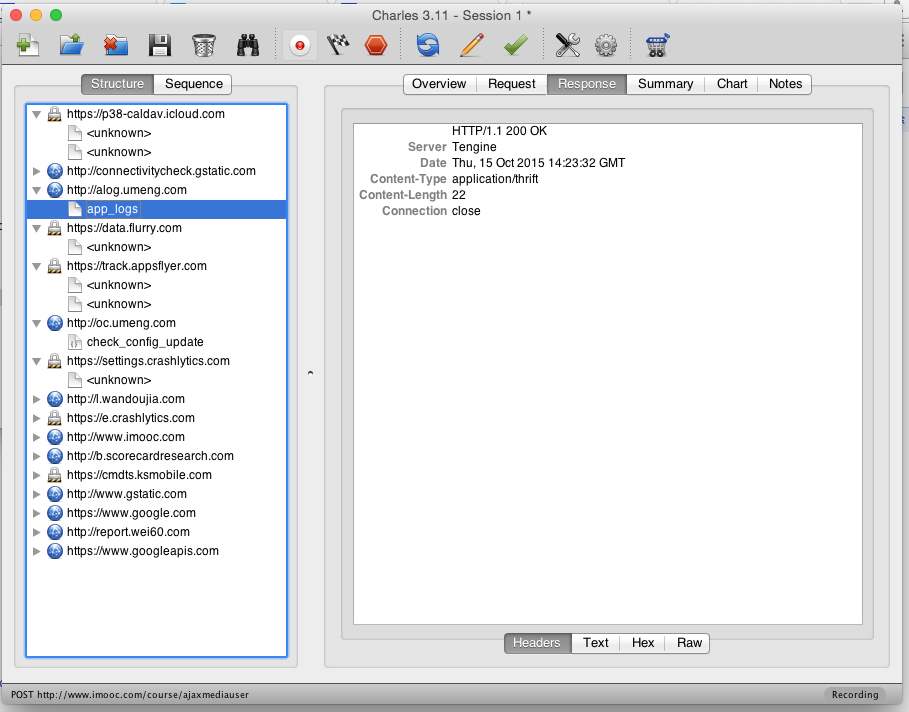 Charles 3.11 - Session 1 *
Structure Sequence
Overview Request Response Summary Chart Notes
https://p38-caldav.icloud.com
<unknown>
<unknown>
http://connectivitycheck.gstatic.com
http://alog.umeng.com
app_logs
https://data.flurry.com
<unknown>
https://track.appsflyer.com
<unknown>
<unknown>
http://oc.umeng.com
check_config_update
https://settings.crashlytics.com
<unknown>
http://l.wandoujia.com
https://e.crashlytics.com
http://www.imooc.com
http://b.scorecardresearch.com
https://cmdts.ksmobile.com
http://www.gstatic.com
https://www.google.com
http://report.wei60.com
https://www.googleapis.com
HTTP/1.1 200 OK
Server Tengine
Date Thu, 15 Oct 2015 14:23:32 GMT
Content-Type application/thrift
Content-Length 22
Connection close
Headers Text Hex Raw
POST http://www.imooc.com/course/ajaxmediauser
Recording